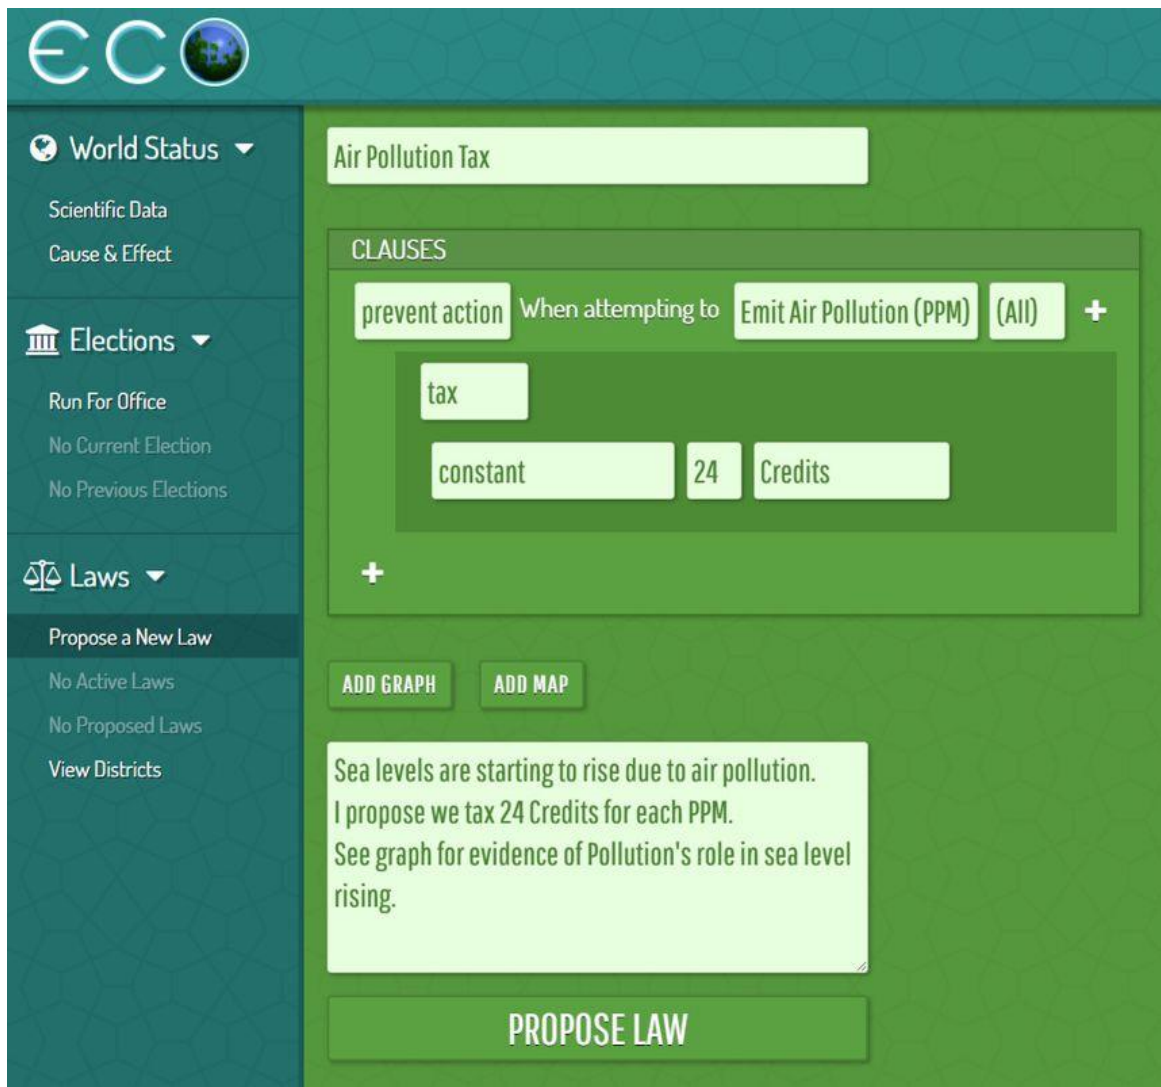 ECO
World Status
Scientific Data
Cause & Effect
Elections
Run For Office
No Current Election
No Previous Elections
Laws
Propose a New Law
No Active Laws
No Proposed Laws
View Districts
Air Pollution Tax
CLAUSES
prevent action When attempting to Emit Air Pollution (PPM) (All) +
tax
constant 24 Credits
+
ADD GRAPH ADD MAP
Sea levels are starting to rise due to air pollution.
I propose we tax 24 Credits for each PPM.
See graph for evidence of Pollution's role in sea level
rising.
PROPOSE LAW